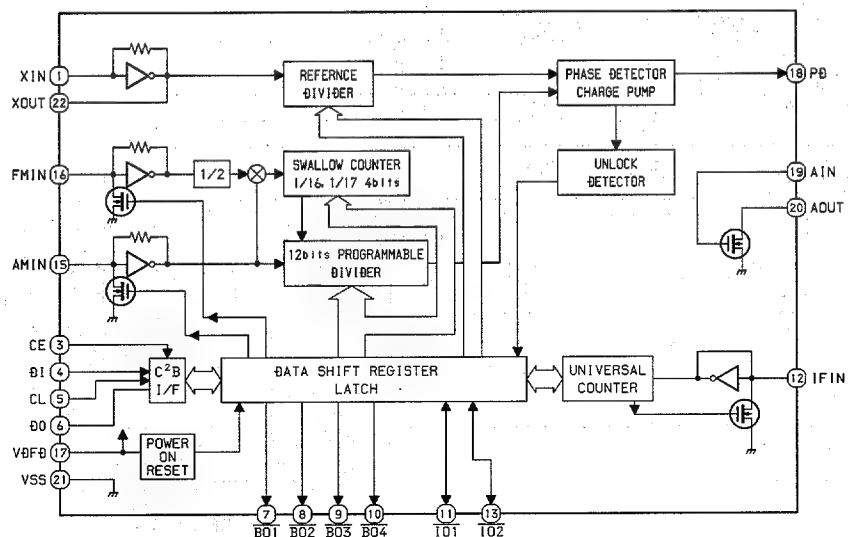 XIN 1
XOUT 22
REFERNCE
DIVIDER
PHASE DETECTOR
CHARGE PUMP
18 PD
FMIN 16
1/2
SWALLOW COUNTER
1/16, 1/17 4bits
UNLOCK
DETECTOR
19 AIN
20 AOUT
AMIN 15
12bits PROGRAMMABLE
DIVIDER
CE 3
DI 4
CL 5
DO 6
VDFD 17
VSS 21
C²B
I/F
DATA SHIFT REGISTER
LATCH
UNIVERSAL
COUNTER
12 IFIN
POWER
ON
RESET
7 8 9 10 11 13
BO1 BO2 BO3 BO4 IO1 IO2